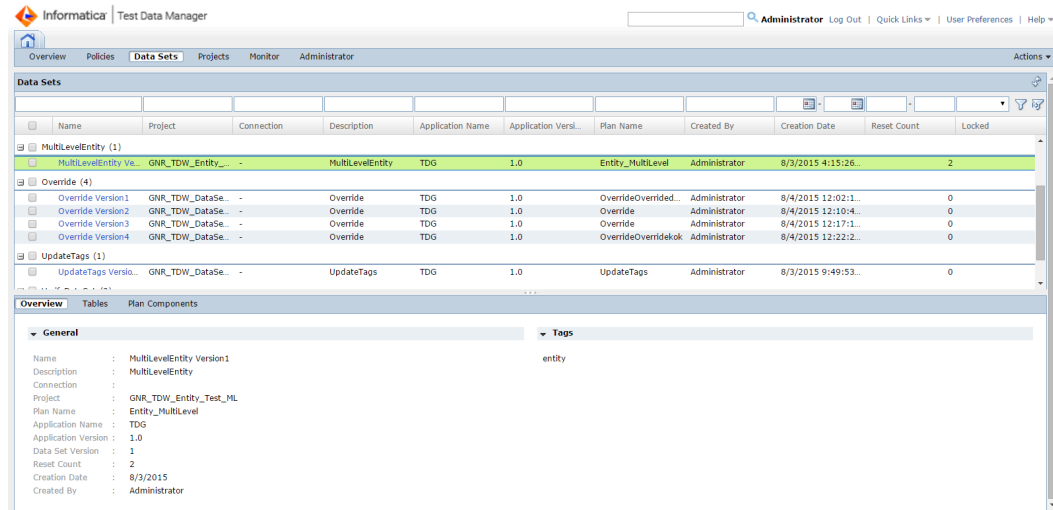 Informatica Test Data Manager
Administrator Log Out | Quick Links | User Preferences | Help
Overview Policies Data Sets Projects Monitor Administrator Actions
Data Sets
- -
Name Project Connection Description Application Name Application Versi... Plan Name Created By Creation Date Reset Count Locked
MultiLevelEntity (1)
MultiLevelEntity Ve... GNR_TDW_Entity_... - MultiLevelEntity TDG 1.0 Entity_MultiLevel Administrator 8/3/2015 4:15:26... 2
Override (4)
Override Version1 GNR_TDW_DataSe... - Override TDG 1.0 OverrideOverrided... Administrator 8/4/2015 12:02:1... 0
Override Version2 GNR_TDW_DataSe... - Override TDG 1.0 Override Administrator 8/4/2015 12:10:4... 0
Override Version3 GNR_TDW_DataSe... - Override TDG 1.0 Override Administrator 8/4/2015 12:17:1... 0
Override Version4 GNR_TDW_DataSe... - Override TDG 1.0 OverrideOverridekok Administrator 8/4/2015 12:22:2... 0
UpdateTags (1)
UpdateTags Versio... GNR_TDW_DataSe... - UpdateTags TDG 1.0 UpdateTags Administrator 8/3/2015 9:49:53... 0
Overview Tables Plan Components
General
Name : MultiLevelEntity Version1
Description : MultiLevelEntity
Connection :
Project : GNR_TDW_Entity_Test_ML
Plan Name : Entity_MultiLevel
Application Name : TDG
Application Version : 1.0
Data Set Version : 1
Reset Count : 2
Creation Date : 8/3/2015
Created By : Administrator
Tags
entity